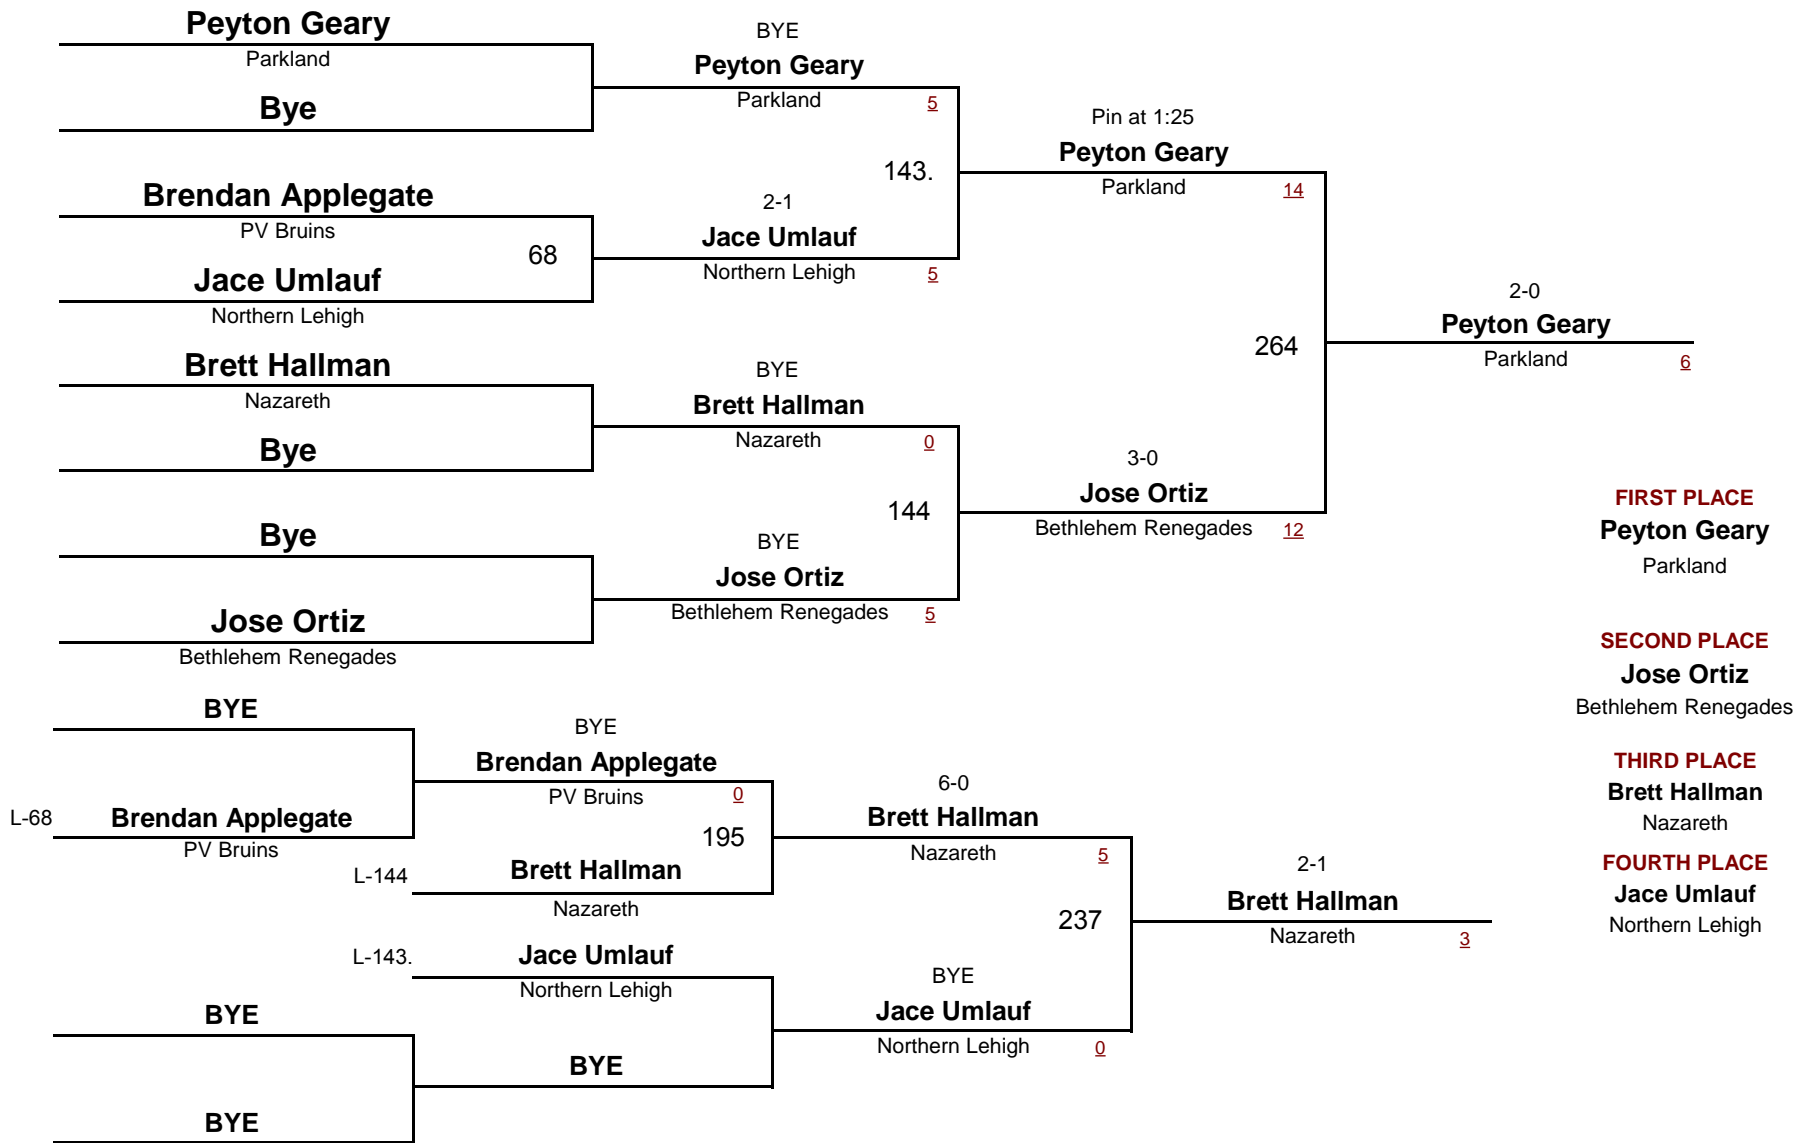 Peyton Geary
Parkland
Bye
BYE
Peyton Geary
Parkland 5
Brendan Applegate
PV Bruins
68
Jace Umlauf
Northern Lehigh
143.
2-1
Jace Umlauf
Northern Lehigh 5
Pin at 1:25
Peyton Geary
Parkland 14
Brett Hallman
Nazareth
Bye
BYE
Brett Hallman
Nazareth 0
Bye
Jose Ortiz
Bethlehem Renegades
144
BYE
Jose Ortiz
Bethlehem Renegades 5
3-0
Jose Ortiz
Bethlehem Renegades 12
264
2-0
Peyton Geary
Parkland 6
FIRST PLACE
Peyton Geary
Parkland
SECOND PLACE
Jose Ortiz
Bethlehem Renegades
THIRD PLACE
Brett Hallman
Nazareth
FOURTH PLACE
Jace Umlauf
Northern Lehigh
BYE
L-68 Brendan Applegate
PV Bruins
BYE
Brendan Applegate
PV Bruins 0
195
L-144 Brett Hallman
Nazareth
6-0
Brett Hallman
Nazareth 5
L-143. Jace Umlauf
Northern Lehigh
BYE
BYE
BYE
BYE
Jace Umlauf
Northern Lehigh 0
237
2-1
Brett Hallman
Nazareth 3